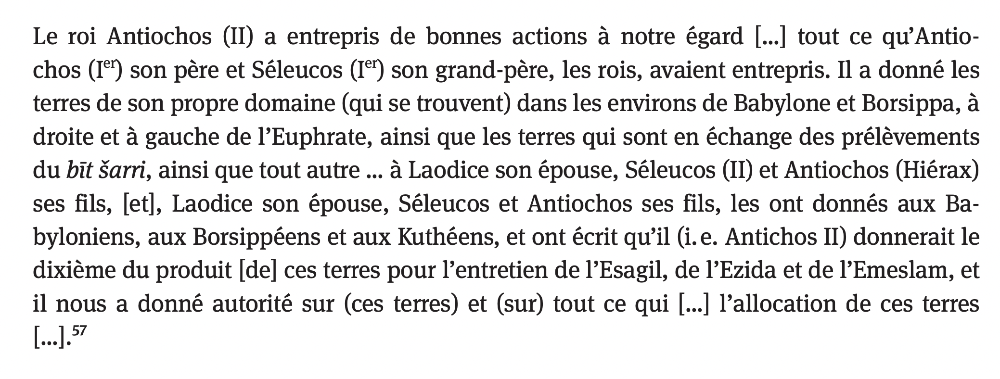 Le roi Antiochos (II) a entrepris de bonnes actions à notre égard [...] tout ce qu’Antio-
chos (Iᵉʳ) son père et Séleucos (Iᵉʳ) son grand-père, les rois, avaient entrepris. Il a donné les
terres de son propre domaine (qui se trouvent) dans les environs de Babylone et Borsippa, à
droite et à gauche de l’Euphrate, ainsi que les terres qui sont en échange des prélèvements
du bīt šarri, ainsi que tout autre ... à Laodice son épouse, Séleucos (II) et Antiochos (Hiérax)
ses fils, [et], Laodice son épouse, Séleucos et Antiochos ses fils, les ont donnés aux Ba-
byloniens, aux Borsippéens et aux Kuthéens, et ont écrit qu’il (i. e. Antichos II) donnerait le
dixième du produit [de] ces terres pour l’entretien de l’Esagil, de l’Ezida et de l’Emeslam, et
il nous a donné autorité sur (ces terres) et (sur) tout ce qui [...] l’allocation de ces terres
[...].⁵⁷